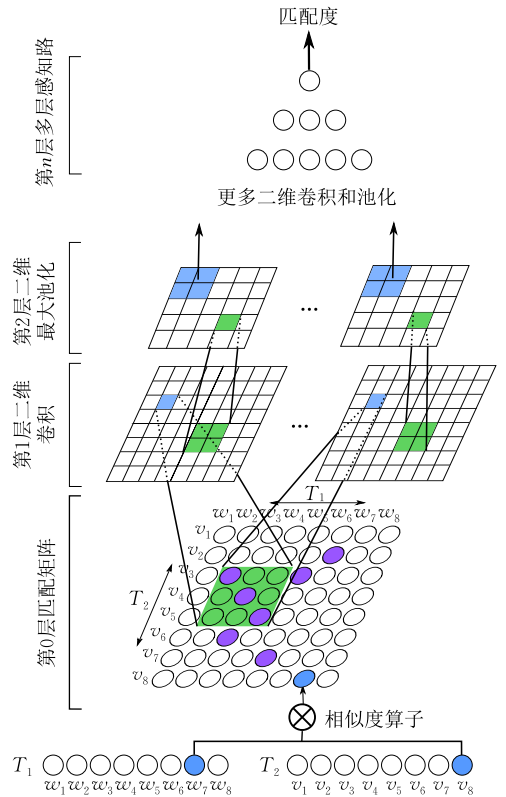 匹配度
第n层多层感知路
更多二维卷积和池化
第2层二维
最大池化
...
第1层二维
卷积
...
第0层匹配矩阵
T1
w1 w2 w3 w4 w5 w6 w7 w8
v1
v2
v3
v4
v5
v6
v7
v8
T2
相似度算子
T1
w1 w2 w3 w4 w5 w6 w7 w8
T2
v1 v2 v3 v4 v5 v6 v7 v8